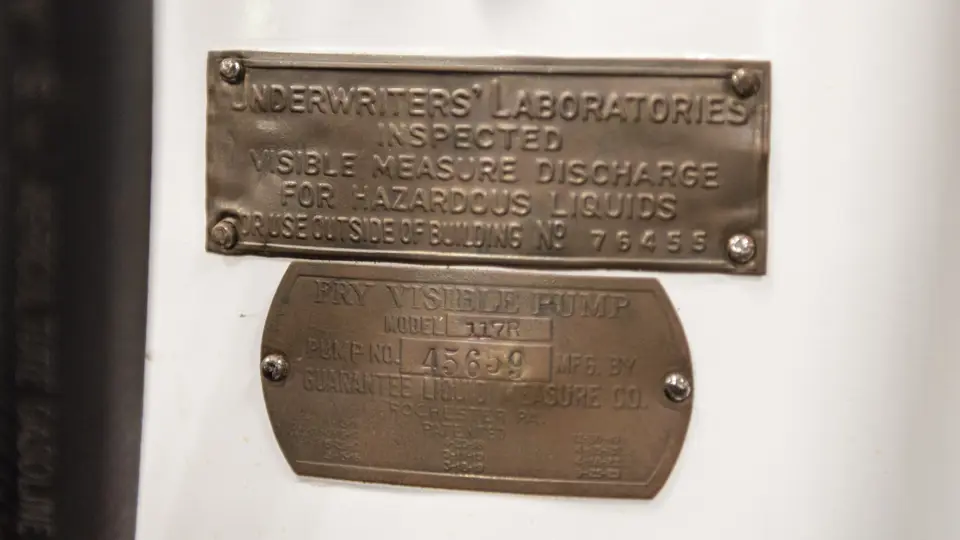 UNDERWRITERS' LABORATORIES
INSPECTED
VISIBLE MEASURE DISCHARGE
FOR HAZARDOUS LIQUIDS
FOR USE OUTSIDE OF BUILDING Nº 76455
FRY VISIBLE PUMP
MODEL 117R
PUMP NO. 45659 MFG. BY
GUARANTEE LIQUID MEASURE CO.
ROCHESTER PA.
PATENTED
GASOLINE